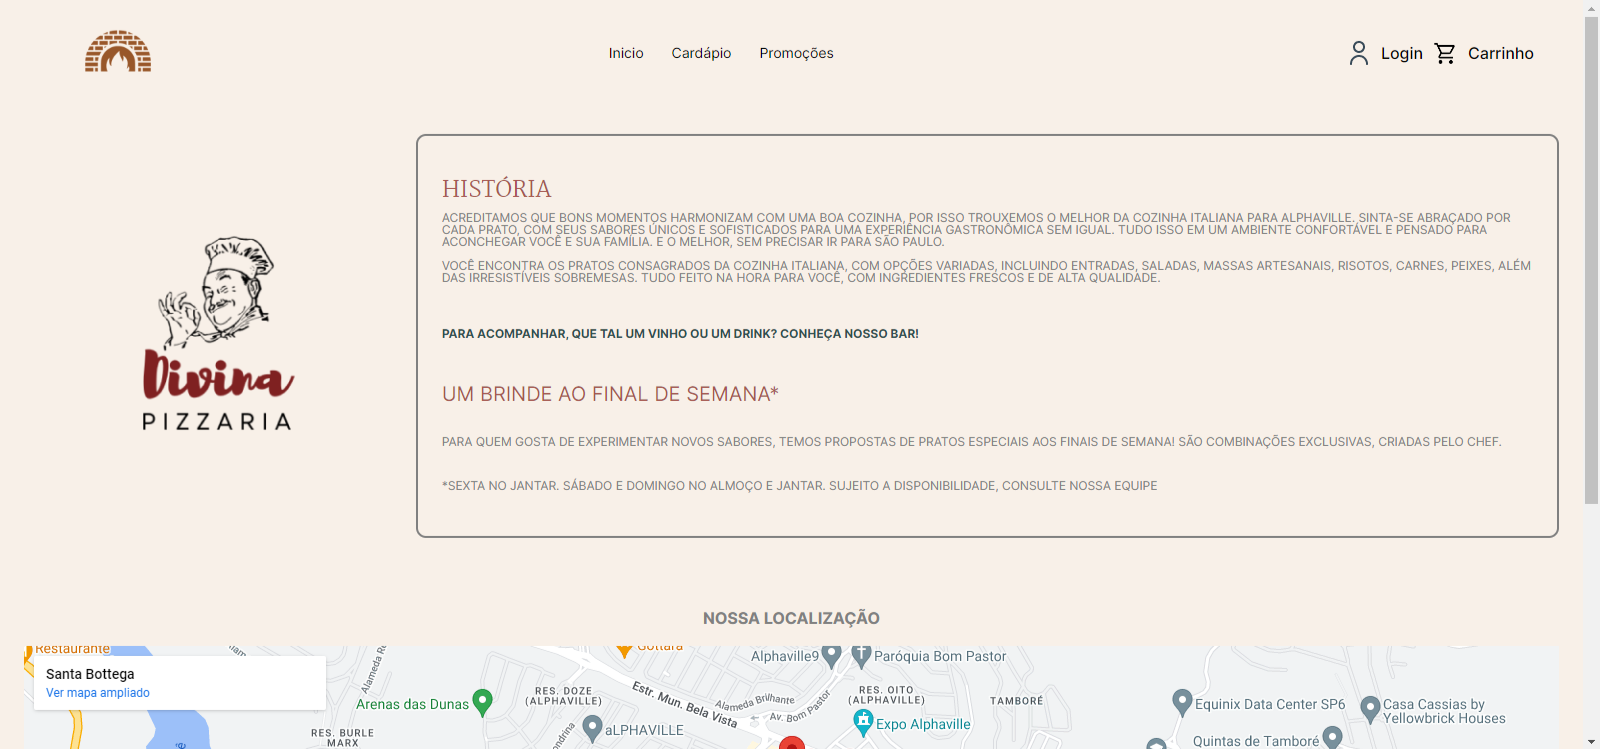 Inicio Cardápio Promoções Login Carrinho
HISTÓRIA
ACREDITAMOS QUE BONS MOMENTOS HARMONIZAM COM UMA BOA COZINHA, POR ISSO TROUXEMOS O MELHOR DA COZINHA ITALIANA PARA ALPHAVILLE. SINTA-SE ABRAÇADO POR
CADA PRATO, COM SEUS SABORES ÚNICOS E SOFISTICADOS PARA UMA EXPERIÊNCIA GASTRONÔMICA SEM IGUAL. TUDO ISSO EM UM AMBIENTE CONFORTÁVEL E PENSADO PARA
ACONCHEGAR VOCÊ E SUA FAMÍLIA. E O MELHOR, SEM PRECISAR IR PARA SÃO PAULO.
VOCÊ ENCONTRA OS PRATOS CONSAGRADOS DA COZINHA ITALIANA, COM OPÇÕES VARIADAS, INCLUINDO ENTRADAS, SALADAS, MASSAS ARTESANAIS, RISOTOS, CARNES, PEIXES, ALÉM
DAS IRRESISTÍVEIS SOBREMESAS. TUDO FEITO NA HORA PARA VOCÊ, COM INGREDIENTES FRESCOS E DE ALTA QUALIDADE.
PARA ACOMPANHAR, QUE TAL UM VINHO OU UM DRINK? CONHEÇA NOSSO BAR!
UM BRINDE AO FINAL DE SEMANA*
PARA QUEM GOSTA DE EXPERIMENTAR NOVOS SABORES, TEMOS PROPOSTAS DE PRATOS ESPECIAIS AOS FINAIS DE SEMANA! SÃO COMBINAÇÕES EXCLUSIVAS, CRIADAS PELO CHEF.
*SEXTA NO JANTAR. SÁBADO E DOMINGO NO ALMOÇO E JANTAR. SUJEITO A DISPONIBILIDADE, CONSULTE NOSSA EQUIPE
Divina
PIZZARIA
NOSSA LOCALIZAÇÃO
Restaurante
Santa Bottega
Ver mapa ampliado
Alameda
Gottara
Alphaville9
Paróquia Bom Pastor
Arenas das Dunas
RES. DOZE
(ALPHAVILLE)
Estr. Mun. Bela Vista
Alameda Brilhante
Av. Bom Pastor
RES. OITO
(ALPHAVILLE)
TAMBORÉ
Equinix Data Center SP6
Casa Cassias by
Yellowbrick Houses
Expo Alphaville
aLPHAVILLE
RES. BURLE
MARX
Quintas de Tamboré